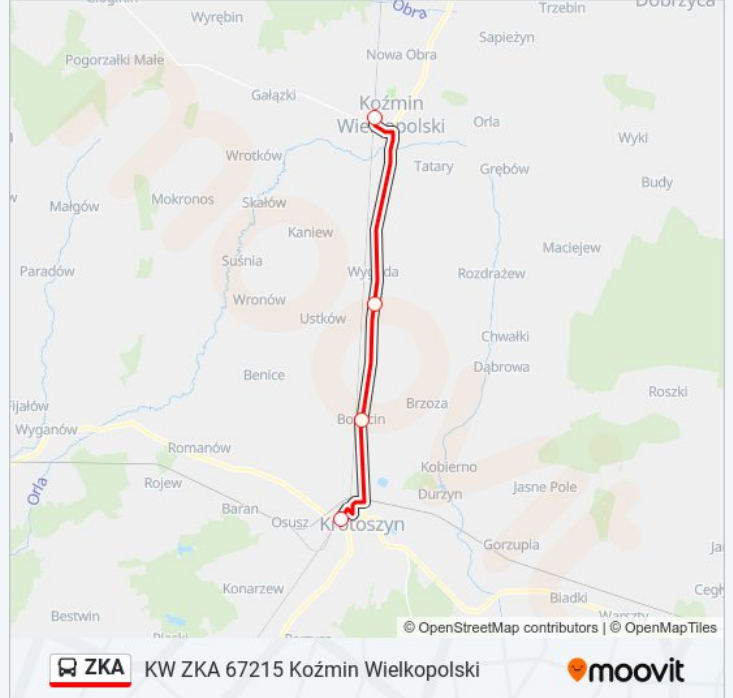 Obra
Trzebin
Dobrzyca
Wyrębin
Sapieżyn
Nowa Obra
Pogorzałki Małe
Gałązki
Koźmin
Wielkopolski
Orla
Wyki
Wrotków
Tatary
Grębów
Budy
Mokronos
Skałów
Małgów
Kaniew
Maciejew
Suśnia
Paradów
Rozdrażew
Wronów
Ustków
Chwałki
Dąbrowa
Benice
Roszki
Brzoza
Fijałów
Wyganów
Romanów
Kobierno
Rojew
Durzyn
Jasne Pole
Orla
Baran
Osusz
Krotoszyn
Gorzupia
Konarzew
Biadki
Bestwin
© OpenStreetMap contributors | © OpenMapTiles
ZKA KW ZKA 67215 Koźmin Wielkopolski
moovit
moovit